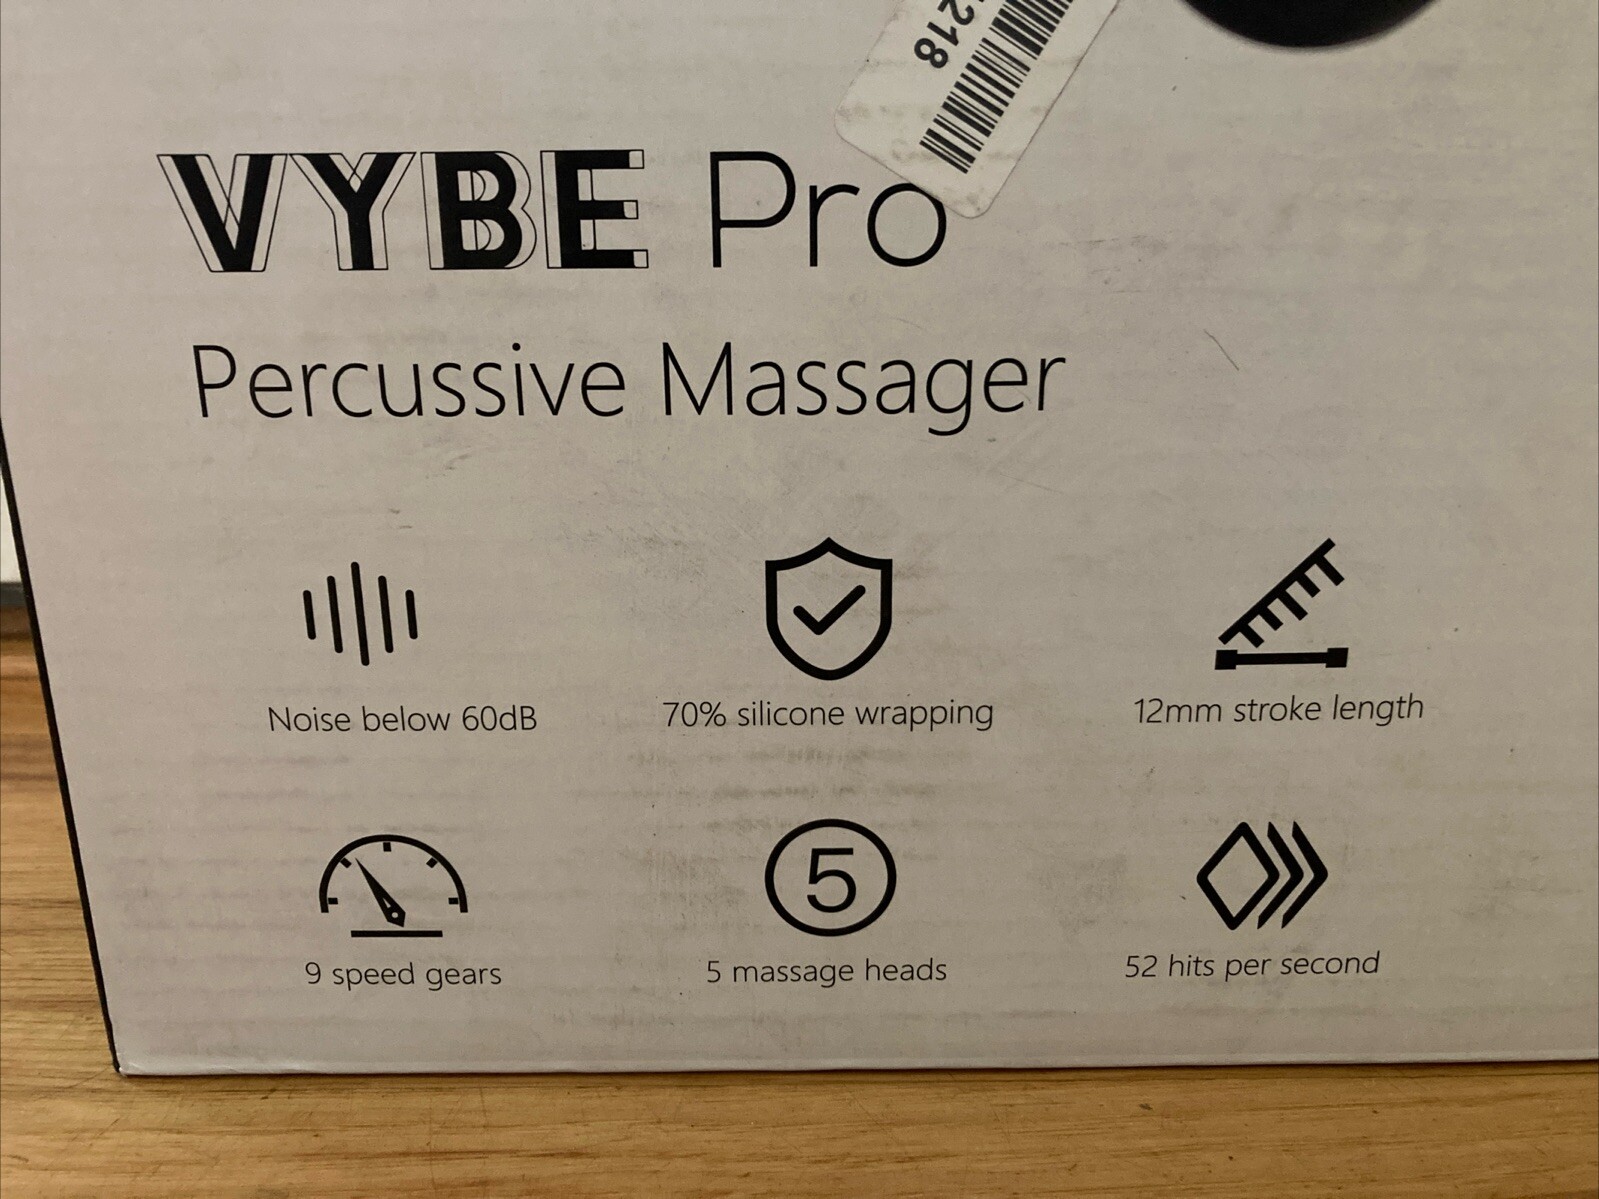 218
VYBE Pro
Percussive Massager
Noise below 60dB
70% silicone wrapping
12mm stroke length
5
9 speed gears
5 massage heads
52 hits per second